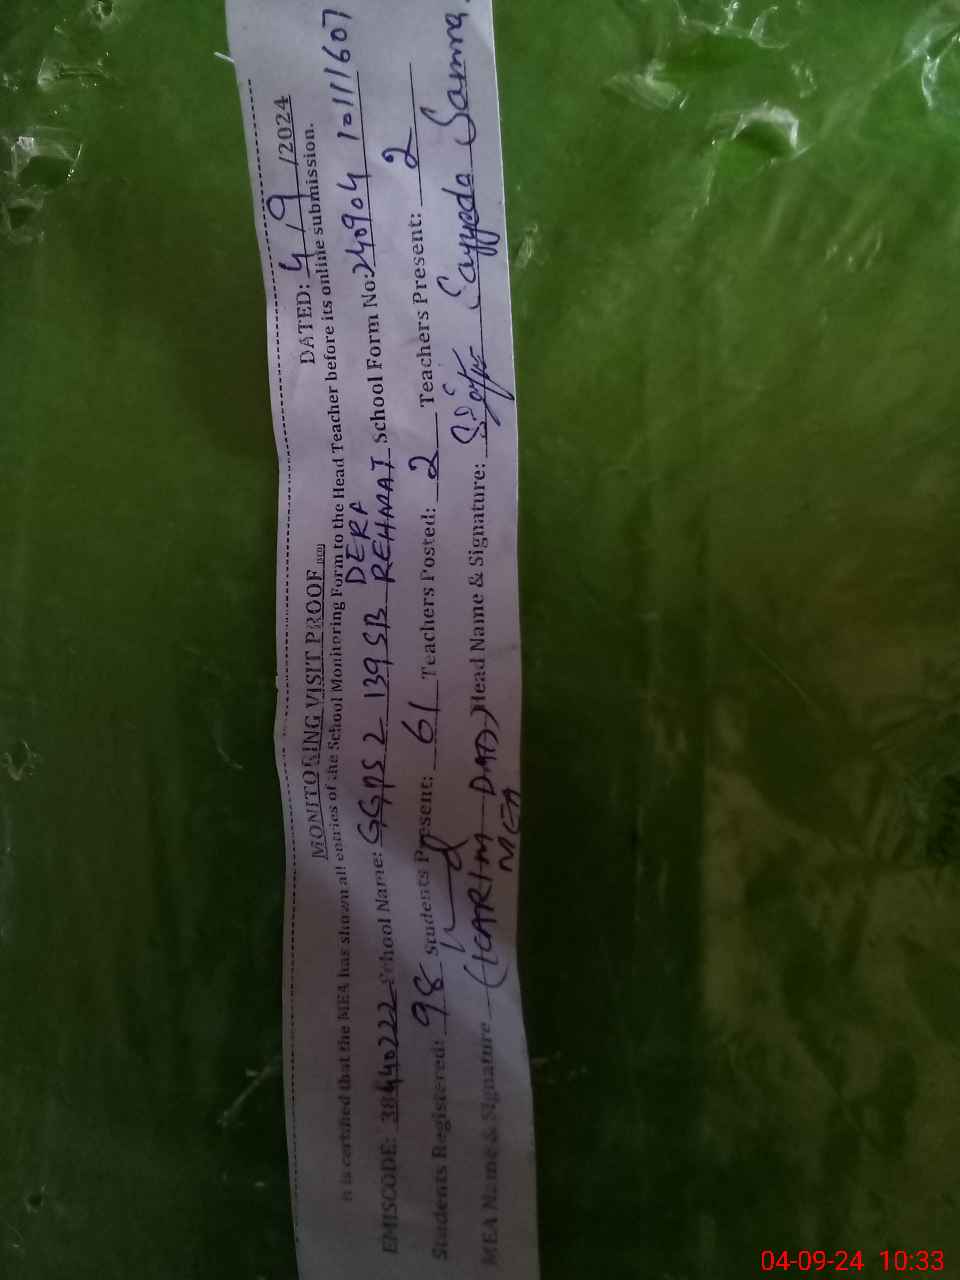 MONITORING VISIT PROOF
DATED: 4/9/2024
It is certified that the MEA has shown all entries of the School Monitoring Form to the Head Teacher before its online submission.
EMISCODE: 38440222 School Name: GGPS 2 139 SB DERA REHMAT School Form No: 240904 10111607
Students Registered: 98 Students Present: 61 Teachers Posted: 2 Teachers Present: 2
MEA Name & Signature (KARIM DAD) Head Name & Signature: Sayyeda Samra
MEA
04-09-24 10:33